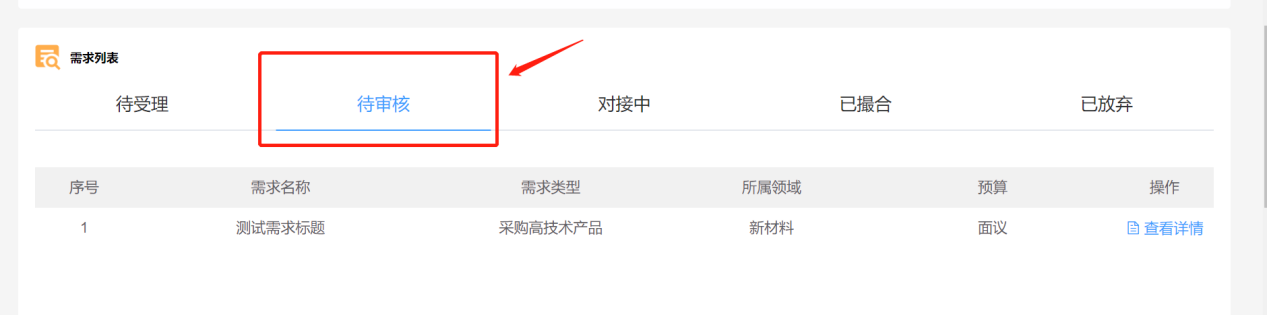 需求列表
待受理 待审核 对接中 已撮合 已放弃
序号 需求名称 需求类型 所属领域 预算 操作
1 测试需求标题 采购高技术产品 新材料 面议 查看详情